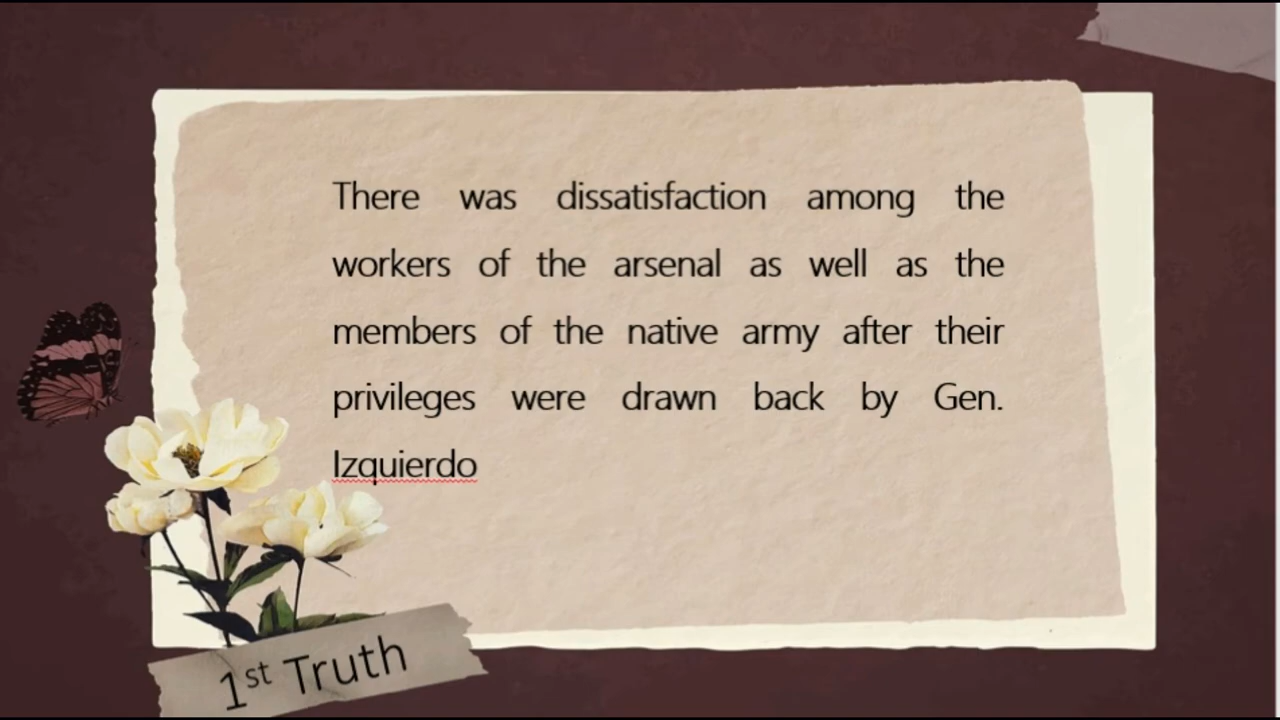 There was dissatisfaction among the
workers of the arsenal as well as the
members of the native army after their
privileges were drawn back by Gen.
Izquierdo
1st Truth